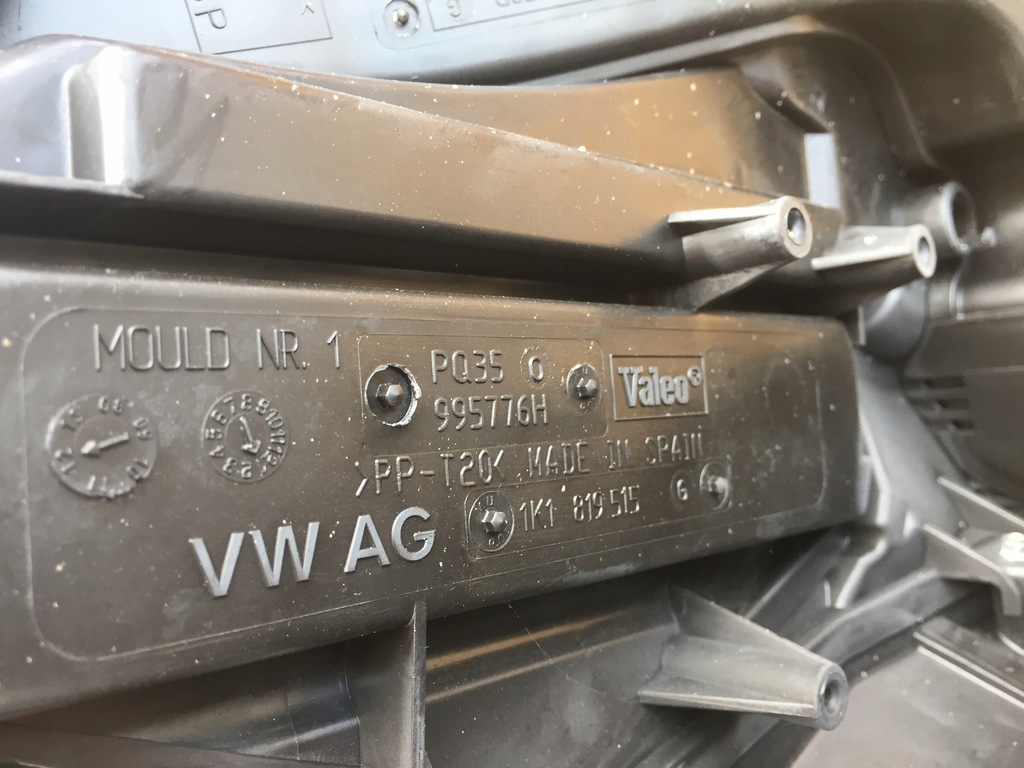 MOULD NR. 1
PQ35 O
995776H
Valeo®
>PP-T20< MADE IN SPAIN
1K1 819 515 G
VW AG